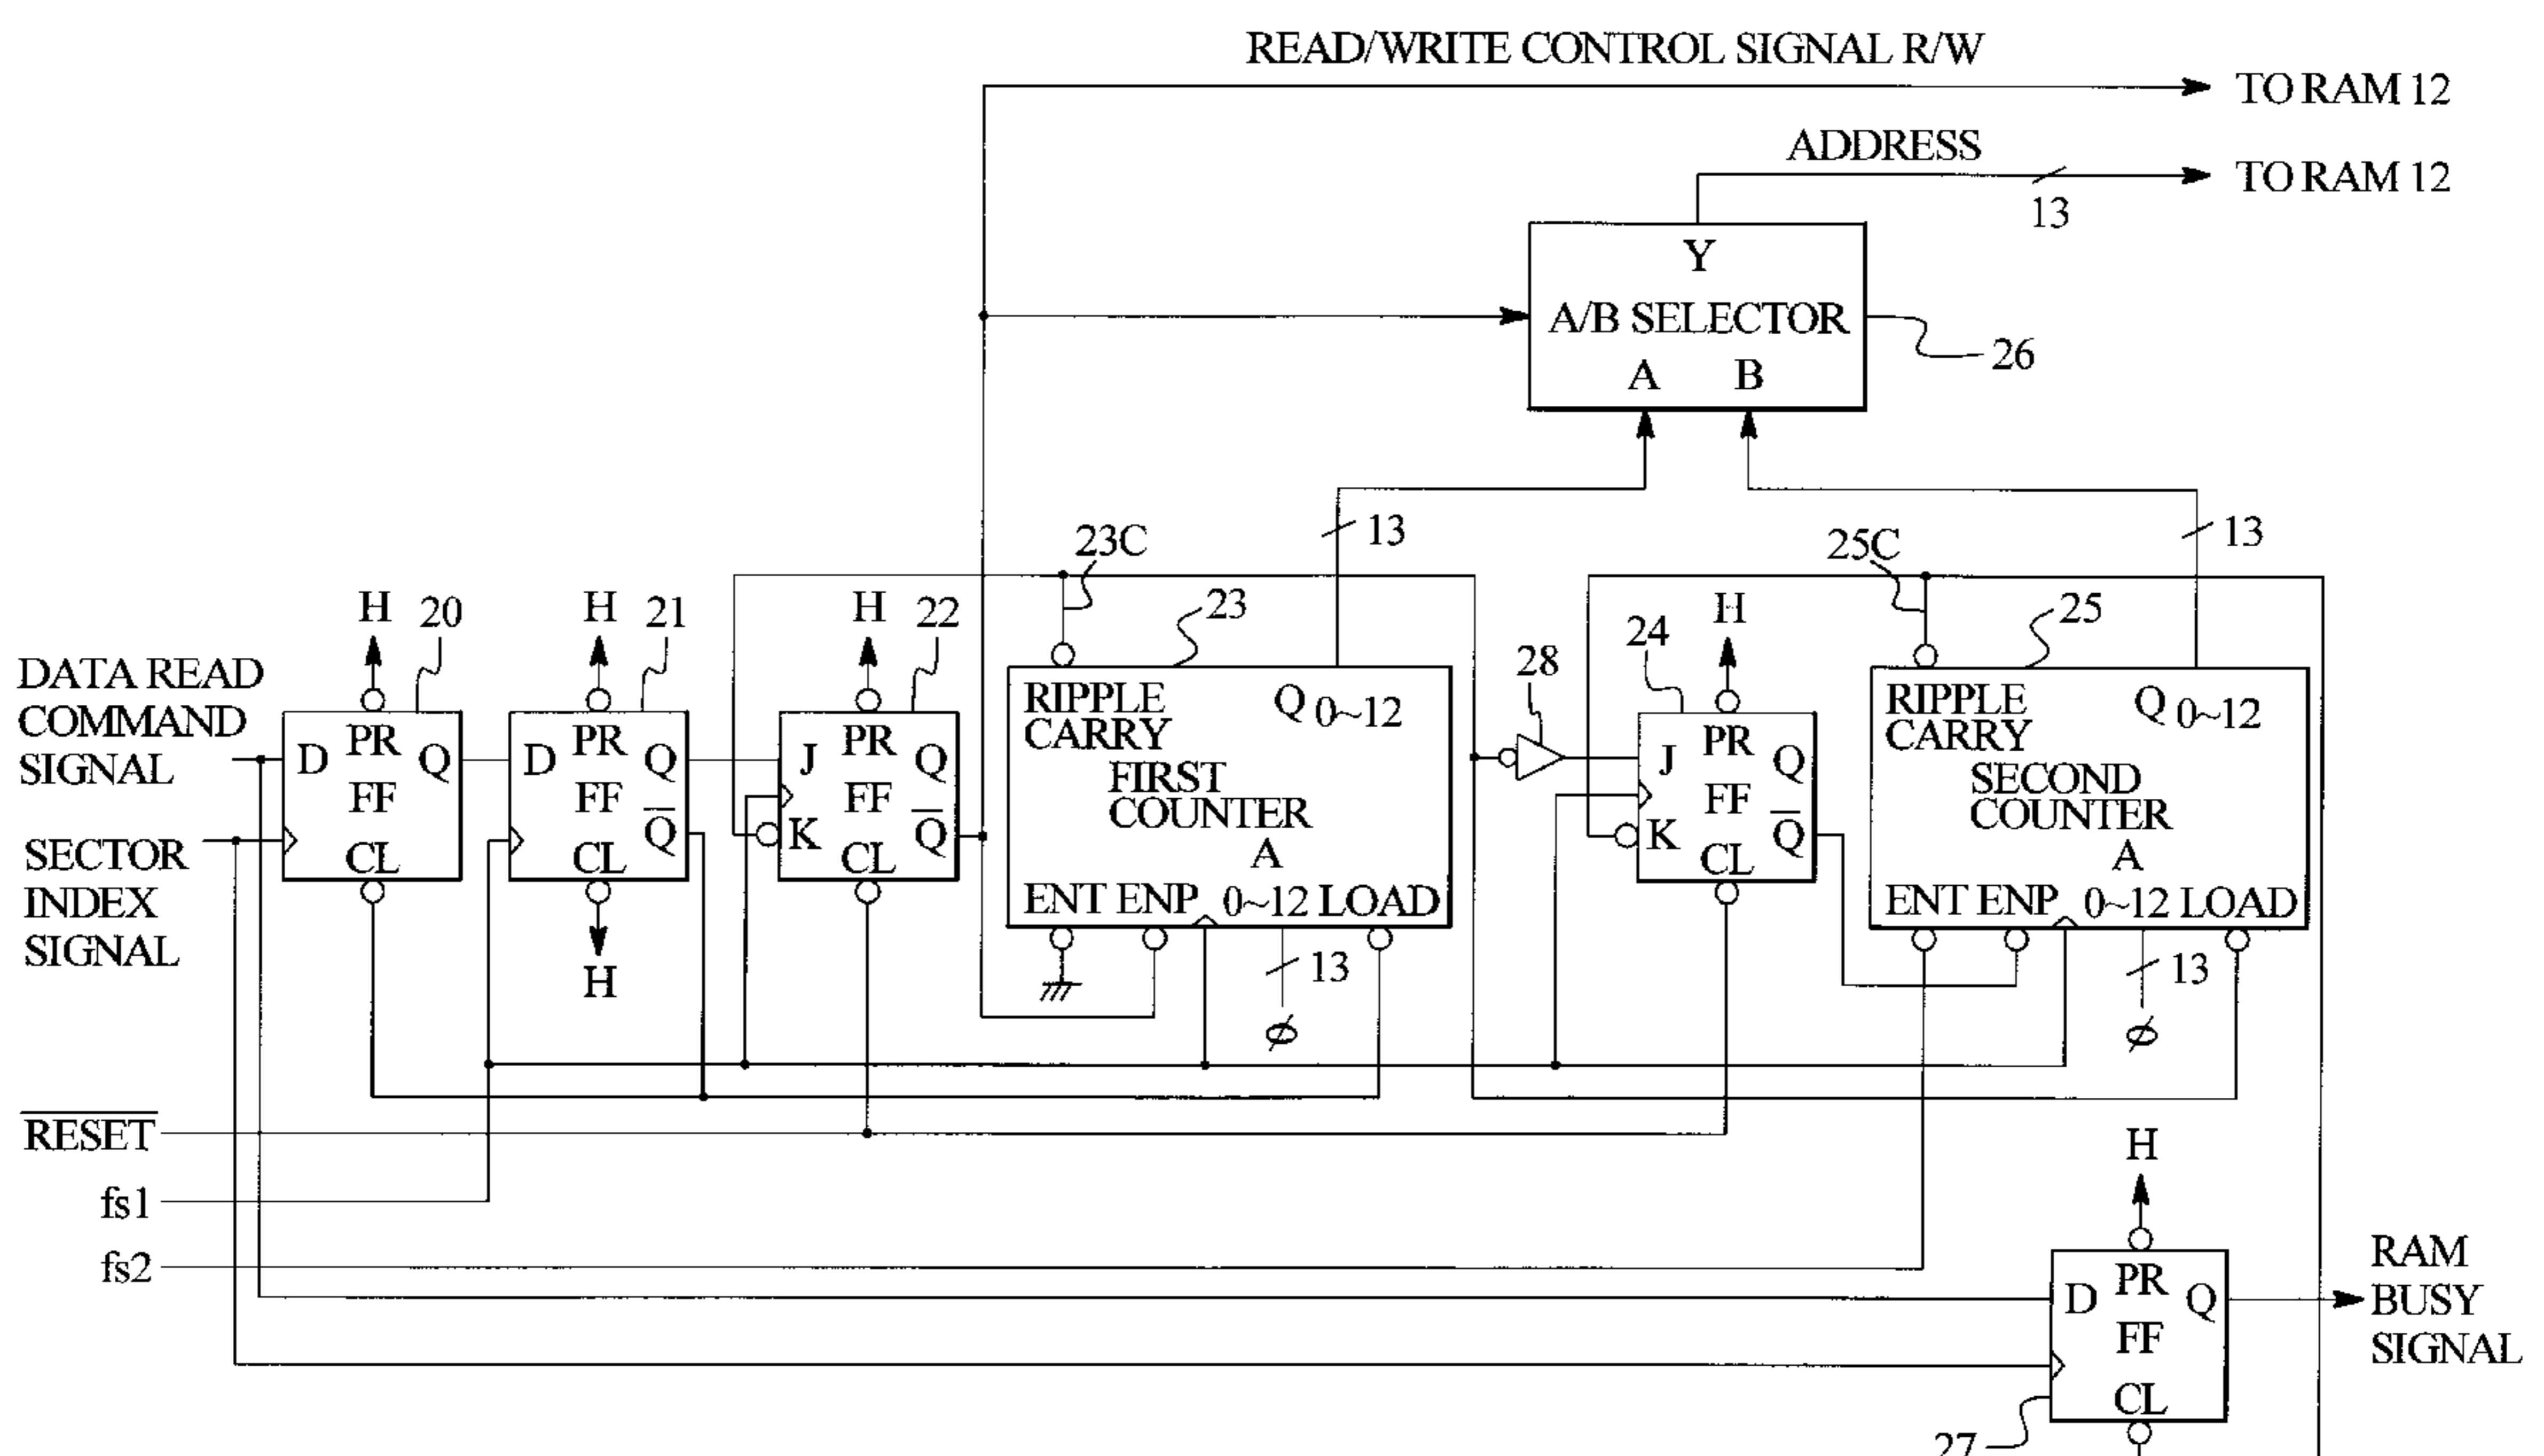 READ/WRITE CONTROL SIGNAL R/W
TO RAM 12
ADDRESS
TO RAM 12
13
Y
A/B SELECTOR
A B
26
13
13
23C
25C
H
20
H
21
H
22
23
28
24
H
25
DATA READ
COMMAND
SIGNAL
D PR Q
FF
CL
D PR Q
FF
Q̅
CL
J PR Q
FF
K
Q̅
CL
RIPPLE
CARRY
Q 0~12
FIRST
COUNTER
A
ENT ENP 0~12 LOAD
J PR Q
FF
K
Q̅
CL
RIPPLE
CARRY
Q 0~12
SECOND
COUNTER
A
ENT ENP 0~12 LOAD
SECTOR
INDEX
SIGNAL
H
13
ϕ
13
ϕ
R̅E̅S̅E̅T̅
fs1
fs2
H
D PR Q
FF
CL
27
RAM
BUSY
SIGNAL